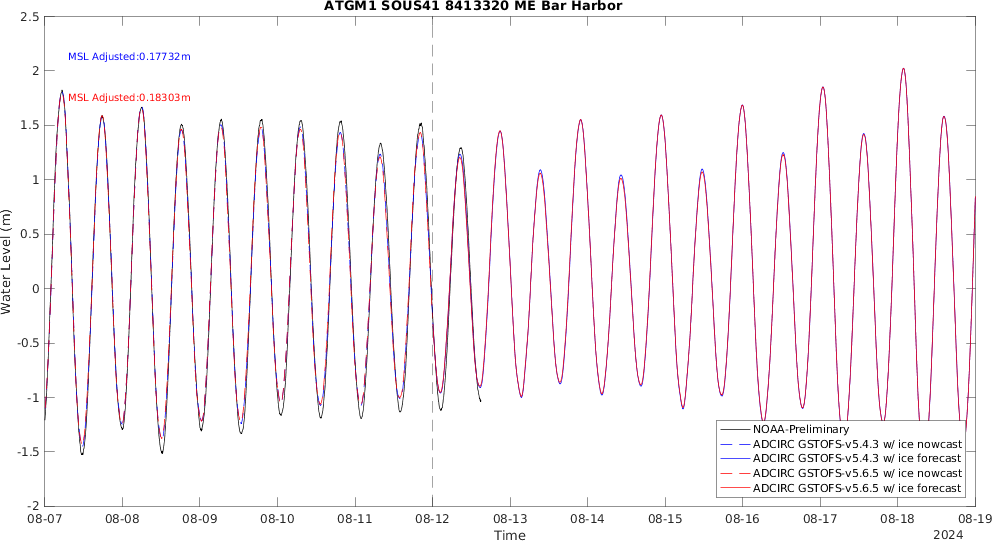 ATGM1 SOUS41 8413320 ME Bar Harbor
2.5
2
1.5
1
0.5
0
-0.5
-1
-1.5
-2
Water Level (m)
MSL Adjusted:0.17732m
MSL Adjusted:0.18303m
NOAA-Preliminary
ADCIRC GSTOFS-v5.4.3 w/ ice nowcast
ADCIRC GSTOFS-v5.4.3 w/ ice forecast
ADCIRC GSTOFS-v5.6.5 w/ ice nowcast
ADCIRC GSTOFS-v5.6.5 w/ ice forecast
08-07 08-08 08-09 08-10 08-11 08-12 08-13 08-14 08-15 08-16 08-17 08-18 08-19
Time
2024